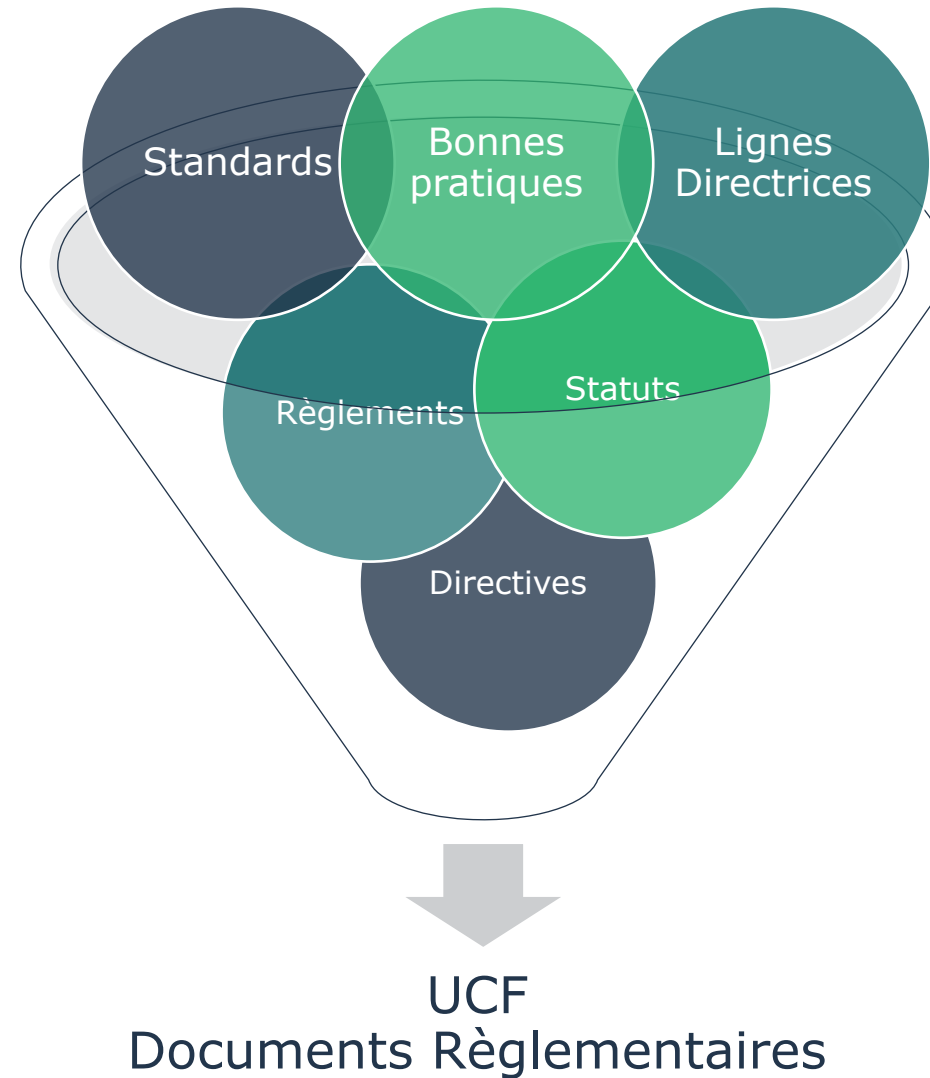 Standards
Bonnes
pratiques
Lignes
Directrices
Règlements
Statuts
Directives
UCF
Documents Règlementaires